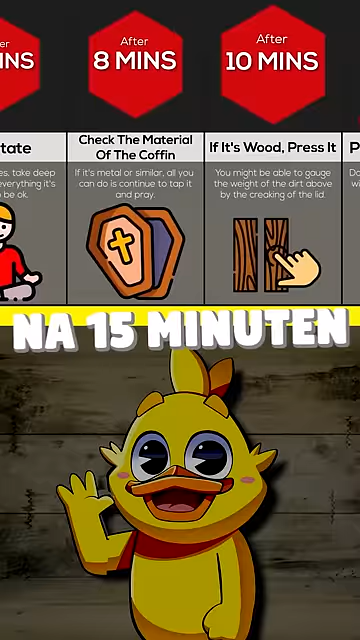 After
8 MINS
After
10 MINS
Check The Material
Of The Coffin
If It's Wood, Press It
If it's metal or similar, all you
can do is continue to tap it
and pray.
You might be able to gauge
the weight of the dirt above
by the creaking of the lid.
es, take deep
everything it's
be ok.
NA 15 MINUTEN